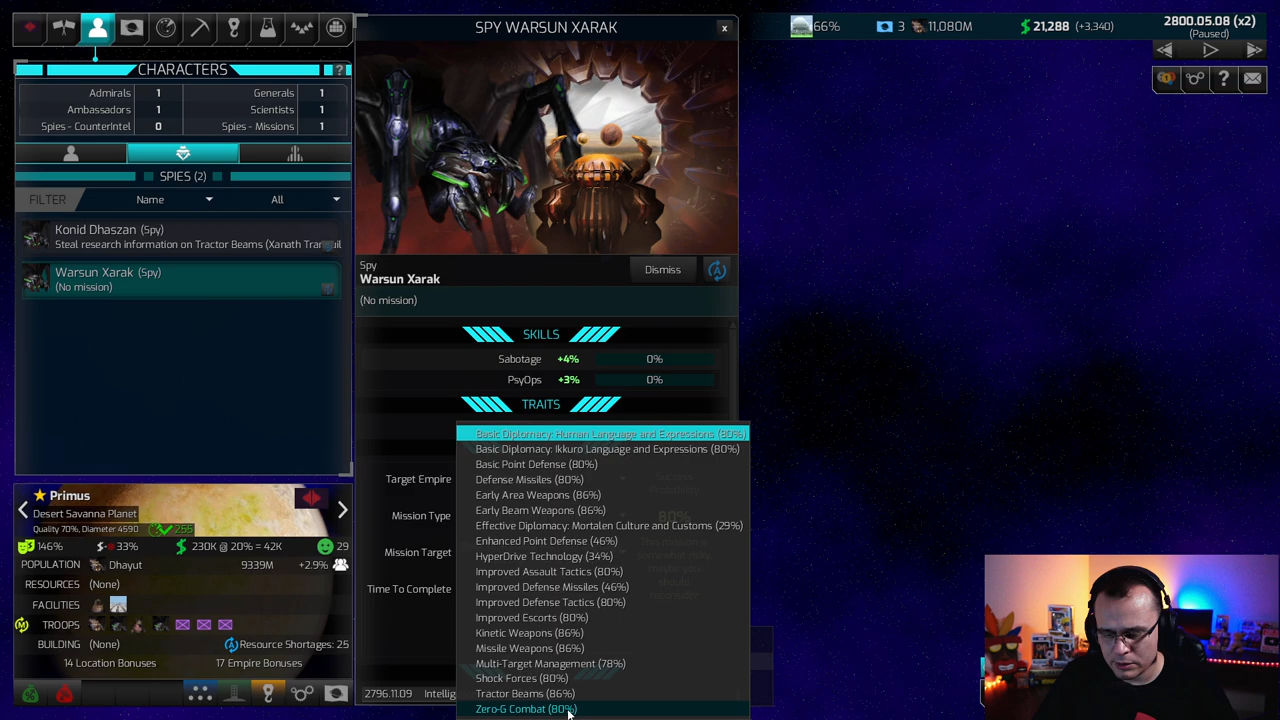 SPY WARSUN XARAK
x
66%
3
11,080M
21,288 (+3,340)
2800.05.08 (x2)
(Paused)
CHARACTERS
?
?
Admirals 1 Generals 1
Ambassadors 1 Scientists 1
Spies - CounterIntel 0 Spies - Missions 1
SPIES (2)
FILTER Name All
Konid Dhaszan (Spy)
Steal research information on Tractor Beams (Xanath Tranquil
Warsun Xarak (Spy)
(No mission)
Spy
Warsun Xarak
Dismiss
A
(No mission)
SKILLS
Sabotage +4% 0%
PsyOps +3% 0%
TRAITS
Target Empire
Mission Type
Mission Target
Time To Complete
Basic Diplomacy: Human Language and Expressions (80%)
Basic Diplomacy: Ikkuro Language and Expressions (80%)
Basic Point Defense (80%)
Defense Missiles (80%)
Early Area Weapons (86%)
Early Beam Weapons (86%)
Effective Diplomacy: Mortalen Culture and Customs (29%)
Enhanced Point Defense (46%)
HyperDrive Technology (34%)
Improved Assault Tactics (80%)
Improved Defense Missiles (46%)
Improved Defense Tactics (80%)
Improved Escorts (80%)
Kinetic Weapons (86%)
Missile Weapons (86%)
Multi-Target Management (78%)
Shock Forces (80%)
Tractor Beams (86%)
Zero-G Combat (80%)
2796.11.09 Intellig
Primus
Desert Savanna Planet
Quality 70%, Diameter 4590 255
146% 33% 230K @ 20% = 42K 29
POPULATION Dhayut 9339M +2.9%
RESOURCES (None)
FACILITIES
TROOPS
BUILDING (None) Resource Shortages: 25
14 Location Bonuses 17 Empire Bonuses